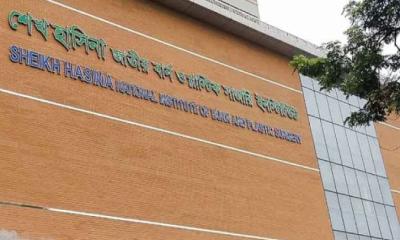 শেখ হাসিনা জাতীয় বার্ন ও প্লাস্টিক সার্জারি ইনস্টিটিউট
SHEIKH HASINA NATIONAL INSTITUTE OF BURN AND PLASTIC SURGERY